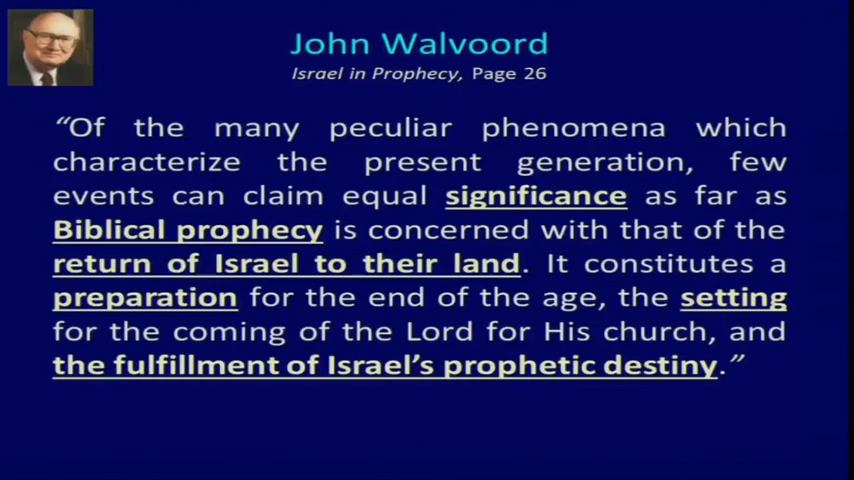 John Walvoord
Israel in Prophecy, Page 26
“Of the many peculiar phenomena which
characterize the present generation, few
events can claim equal significance as far as
Biblical prophecy is concerned with that of the
return of Israel to their land. It constitutes a
preparation for the end of the age, the setting
for the coming of the Lord for His church, and
the fulfillment of Israel’s prophetic destiny.”